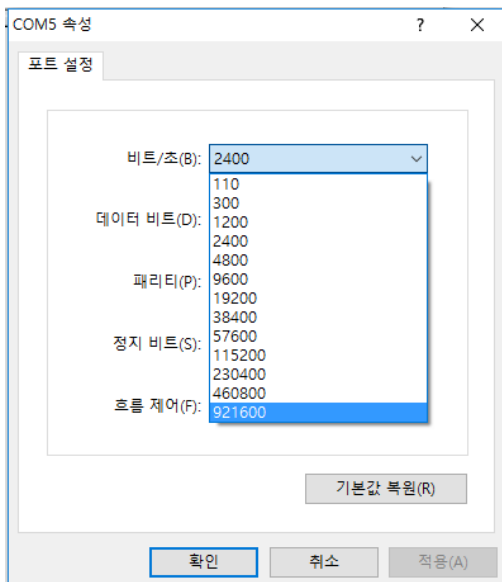 COM5 속성
포트 설정
비트/초(B): 2400
110
300
데이터 비트(D): 1200
2400
4800
패리티(P): 9600
19200
38400
정지 비트(S): 57600
115200
230400
흐름 제어(F): 460800
921600
기본값 복원(R)
확인 취소 적용(A)